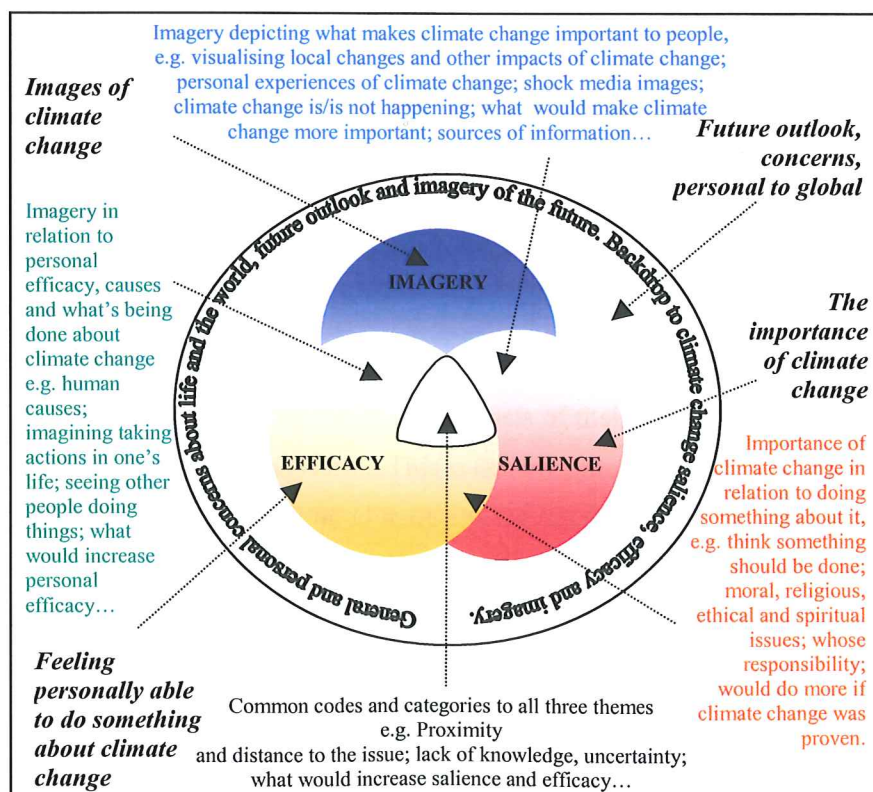 Imagery depicting what makes climate change important to people,
e.g. visualising local changes and other impacts of climate change;
personal experiences of climate change; shock media images;
climate change is/is not happening; what would make climate
change more important; sources of information…
Images of
climate
change
Future outlook,
concerns,
personal to global
Imagery in
relation to
personal
efficacy, causes
and what's being
done about
climate change
e.g. human
causes;
imagining taking
actions in one's
life; seeing other
people doing
things; what
would increase
personal
efficacy…
General and personal concerns about life and the world, future outlook and imagery of the future. Backdrop to climate change salience, efficacy and imagery.
IMAGERY
EFFICACY
SALIENCE
The
importance
of climate
change
Importance of
climate change in
relation to doing
something about it,
e.g. think something
should be done;
moral, religious,
ethical and spiritual
issues; whose
responsibility;
would do more if
climate change was
proven.
Feeling
personally able
to do something
about climate
change
Common codes and categories to all three themes
e.g. Proximity
and distance to the issue; lack of knowledge, uncertainty;
what would increase salience and efficacy…